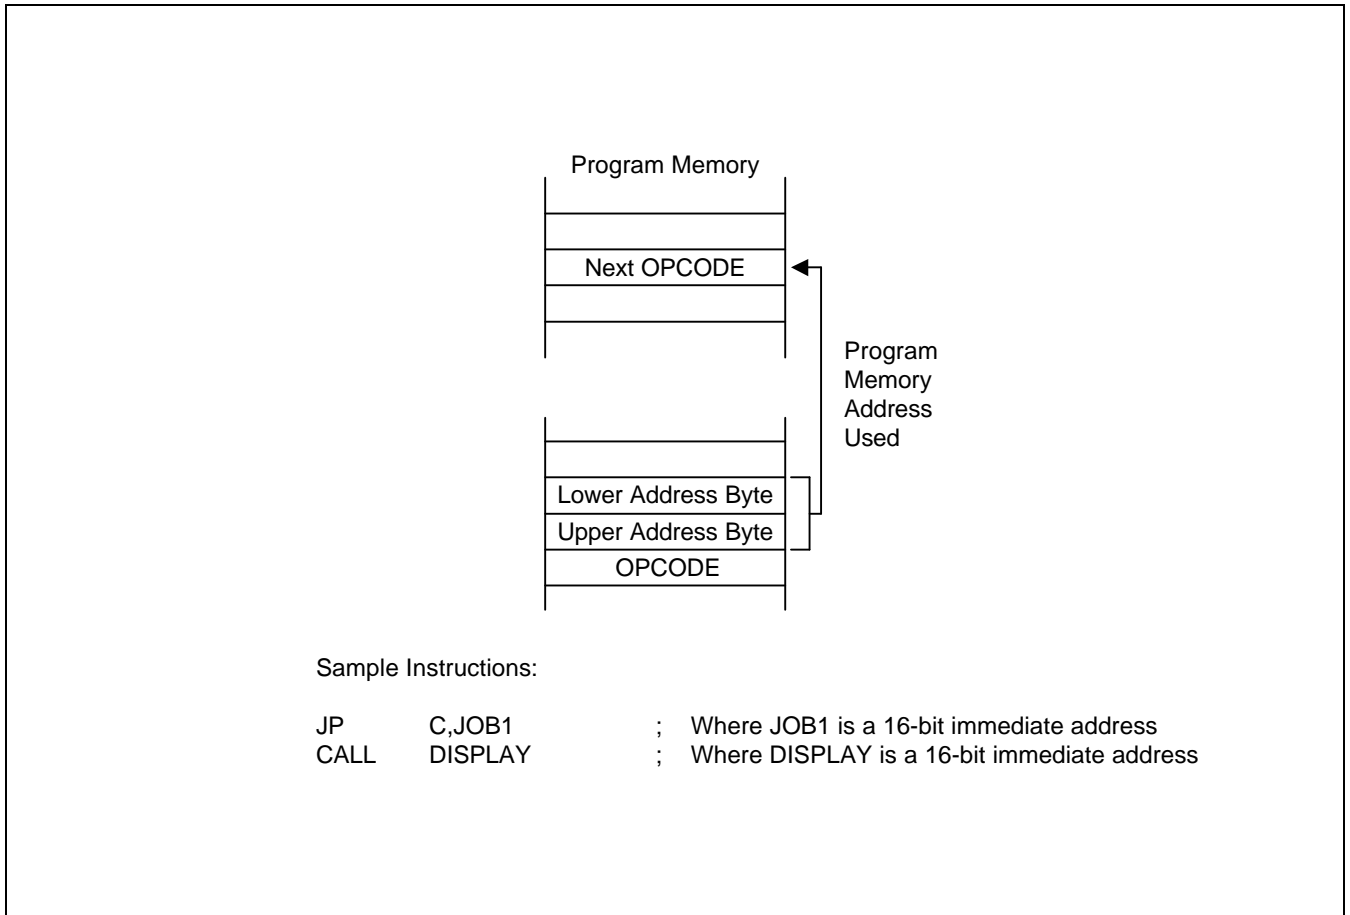 Program Memory
Next OPCODE
Program
Memory
Address
Used
Lower Address Byte
Upper Address Byte
OPCODE
Sample Instructions:
JP C,JOB1 ; Where JOB1 is a 16-bit immediate address
CALL DISPLAY ; Where DISPLAY is a 16-bit immediate address